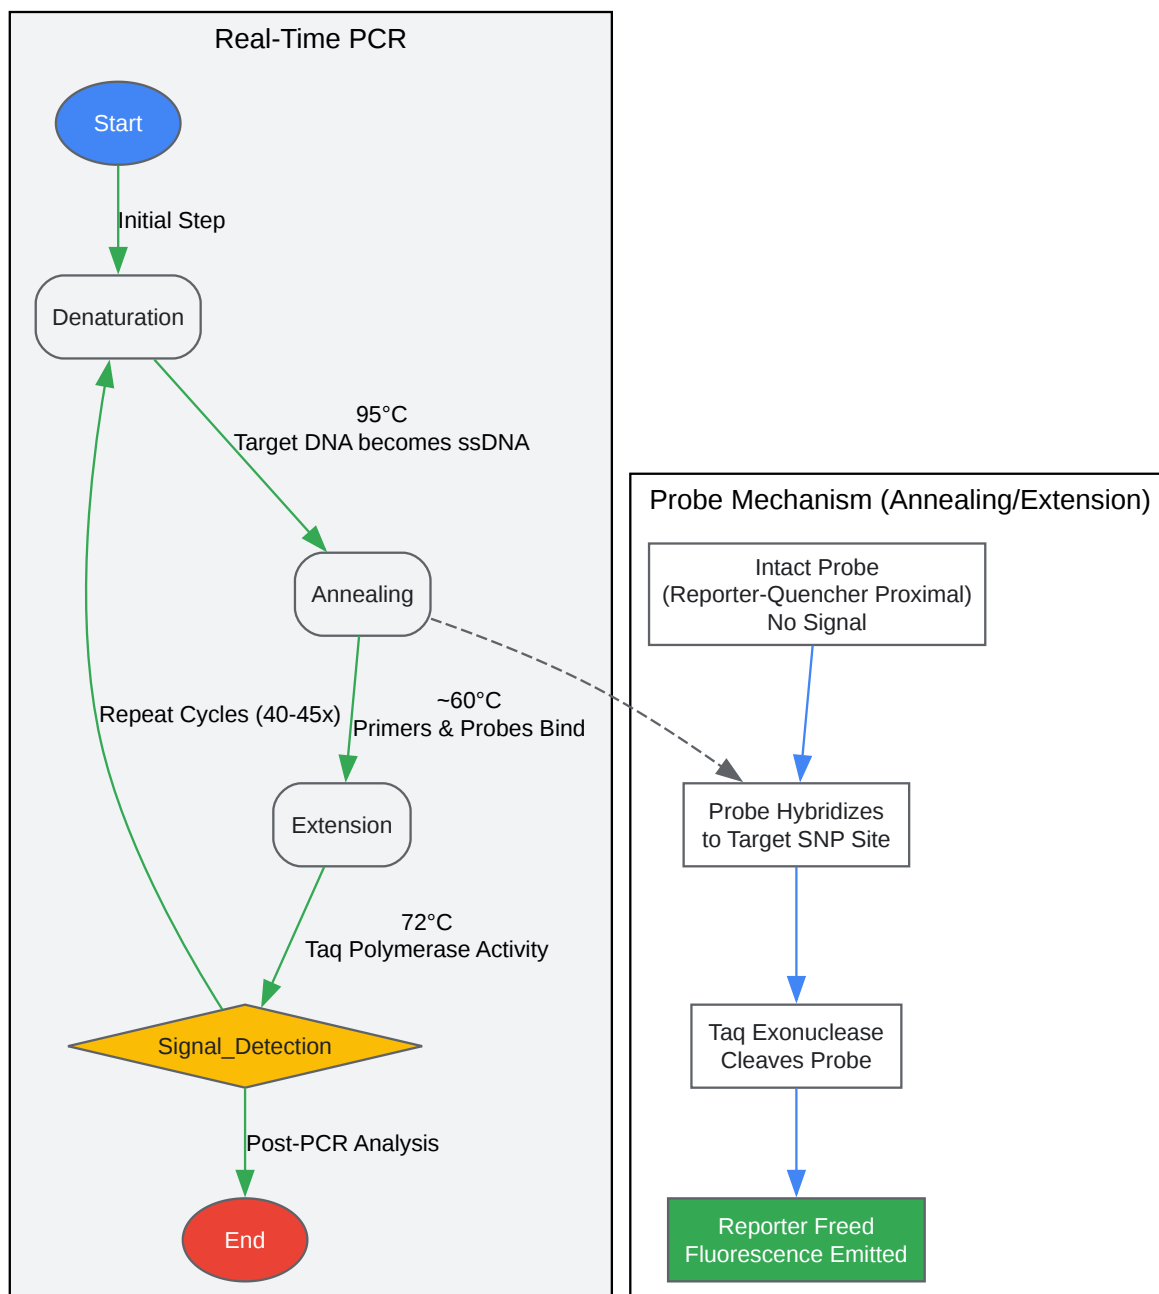 Real-Time PCR
Start
Initial Step
Denaturation
95°C
Target DNA becomes ssDNA
Annealing
Repeat Cycles (40-45x)
~60°C
Primers & Probes Bind
Extension
72°C
Taq Polymerase Activity
Signal_Detection
Post-PCR Analysis
End
Probe Mechanism (Annealing/Extension)
Intact Probe
(Reporter-Quencher Proximal)
No Signal
Probe Hybridizes
to Target SNP Site
Taq Exonuclease
Cleaves Probe
Reporter Freed
Fluorescence Emitted